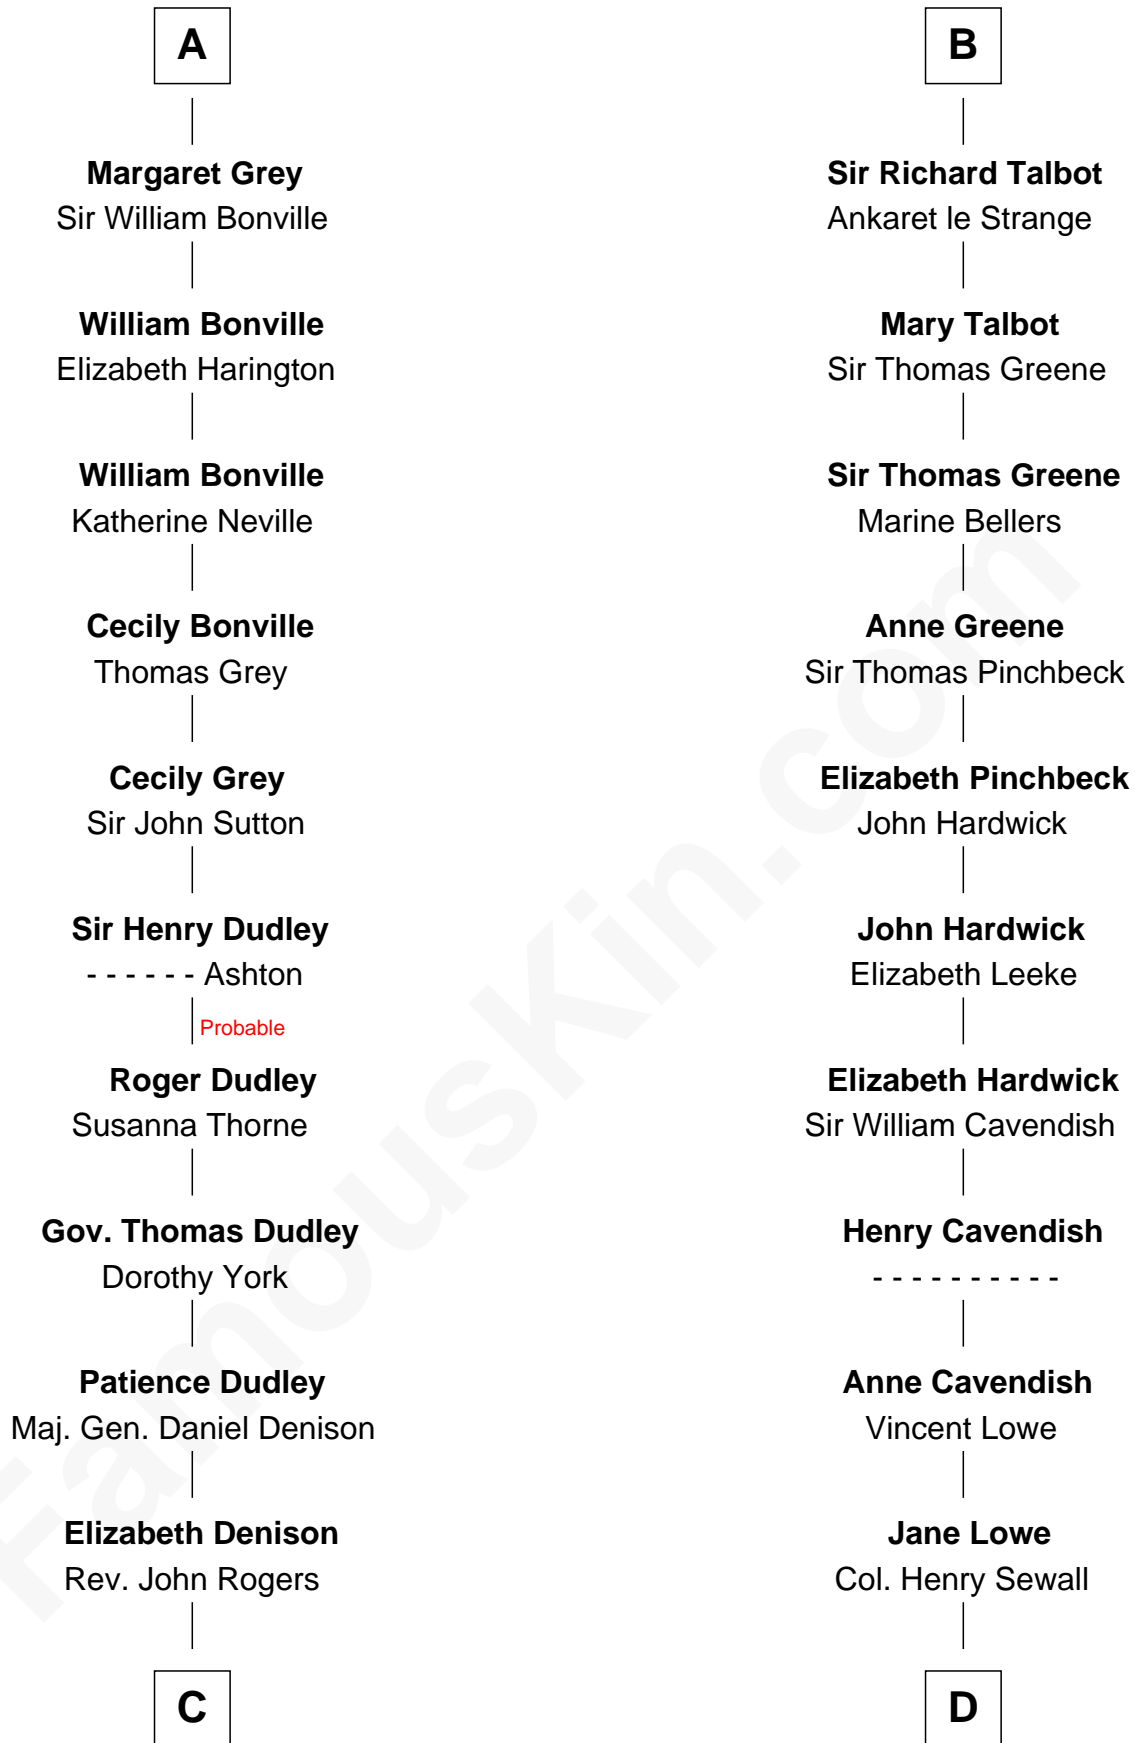 A
Margaret Grey
Sir William Bonville
William Bonville
Elizabeth Harington
William Bonville
Katherine Neville
Cecily Bonville
Thomas Grey
Cecily Grey
Sir John Sutton
Sir Henry Dudley
- - - - - - Ashton
Probable
Roger Dudley
Susanna Thorne
Gov. Thomas Dudley
Dorothy York
Patience Dudley
Maj. Gen. Daniel Denison
Elizabeth Denison
Rev. John Rogers
C
B
Sir Richard Talbot
Ankaret le Strange
Mary Talbot
Sir Thomas Greene
Sir Thomas Greene
Marine Bellers
Anne Greene
Sir Thomas Pinchbeck
Elizabeth Pinchbeck
John Hardwick
John Hardwick
Elizabeth Leeke
Elizabeth Hardwick
Sir William Cavendish
Henry Cavendish
- - - - - - - - - -
Anne Cavendish
Vincent Lowe
Jane Lowe
Col. Henry Sewall
D
FamousKin.com